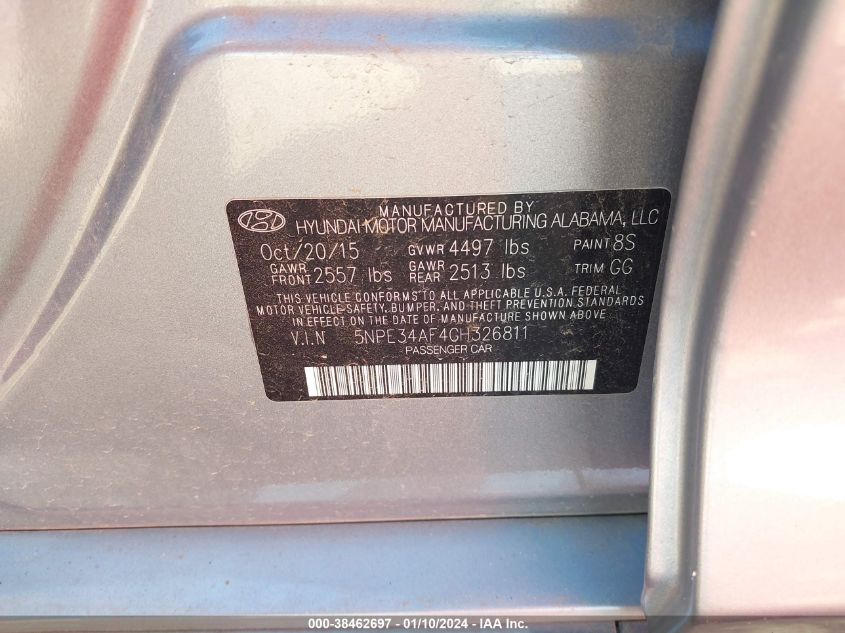 MANUFACTURED BY
HYUNDAI MOTOR MANUFACTURING ALABAMA, LLC
Oct/20/15 GVWR 4497 lbs PAINT 8S
GAWR FRONT 2557 lbs GAWR REAR 2513 lbs TRIM GG
THIS VEHICLE CONFORMS TO ALL APPLICABLE U.S.A. FEDERAL
MOTOR VEHICLE SAFETY, BUMPER, AND THEFT PREVENTION STANDARDS
IN EFFECT ON THE DATE OF MANUFACTURE SHOWN ABOVE.
V.I.N 5NPE34AF4GH326811
PASSENGER CAR
000-38462697 - 01/10/2024 - IAA Inc.